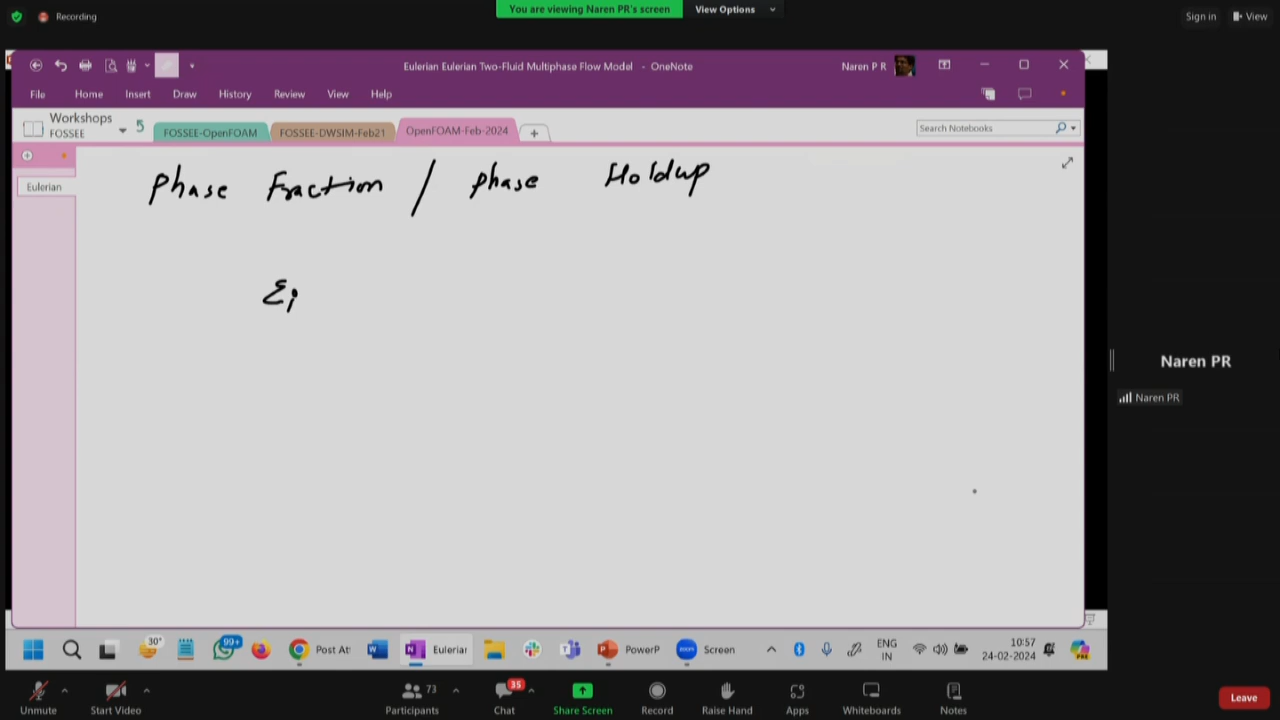 Recording
You are viewing Naren PR's screen
View Options
Sign in
View
Eulerian Eulerian Two-Fluid Multiphase Flow Model - OneNote
Naren P R
File Home Insert Draw History Review View Help
Workshops
FOSSEE
FOSSEE-OpenFOAM
FOSSEE-DWSIM-Feb21
OpenFOAM-Feb-2024
Search Notebooks
Eulerian
Phase Fraction / Phase Holdup
εi
Naren PR
Naren PR
30°
99+
Post At
Eulerian
PowerP
Screen
ENG
IN
10:57
24-02-2024
Unmute
Start Video
73
Participants
35
Chat
Share Screen
Record
Raise Hand
Apps
Whiteboards
Notes
Leave